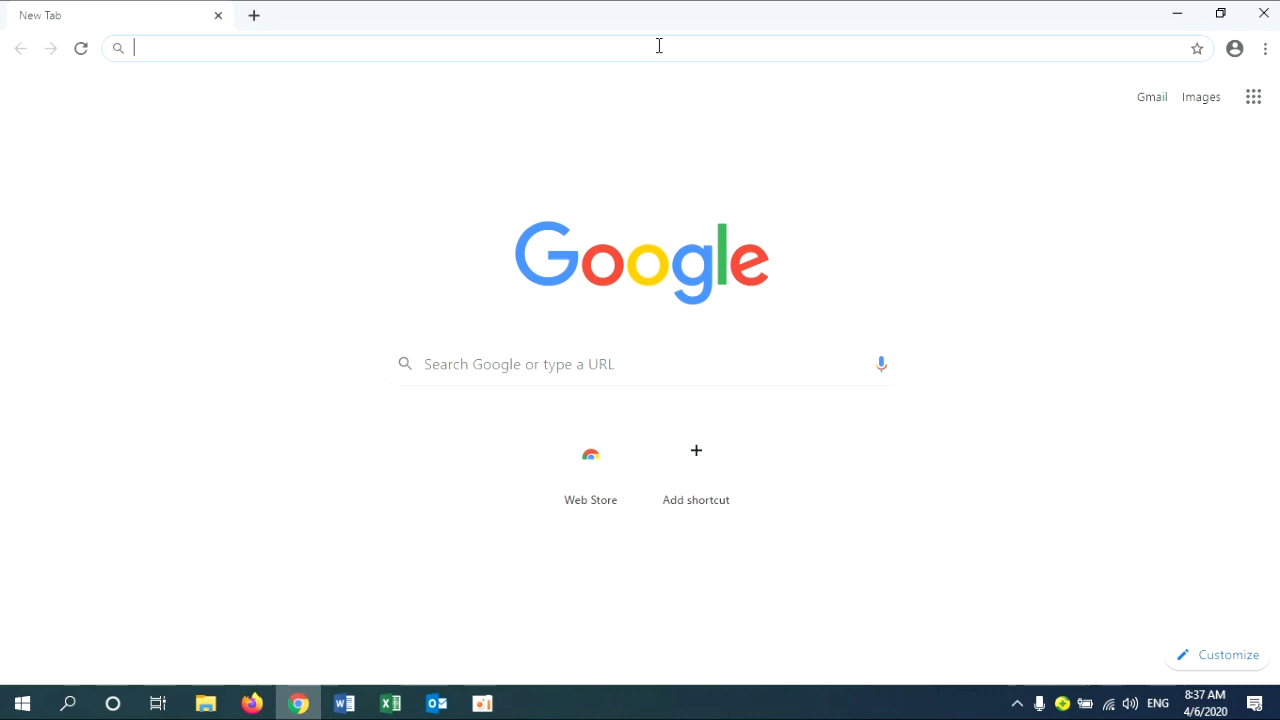 New Tab
Gmail Images
Google
Search Google or type a URL
Web Store Add shortcut
Customize
ENG
8:37 AM
4/6/2020